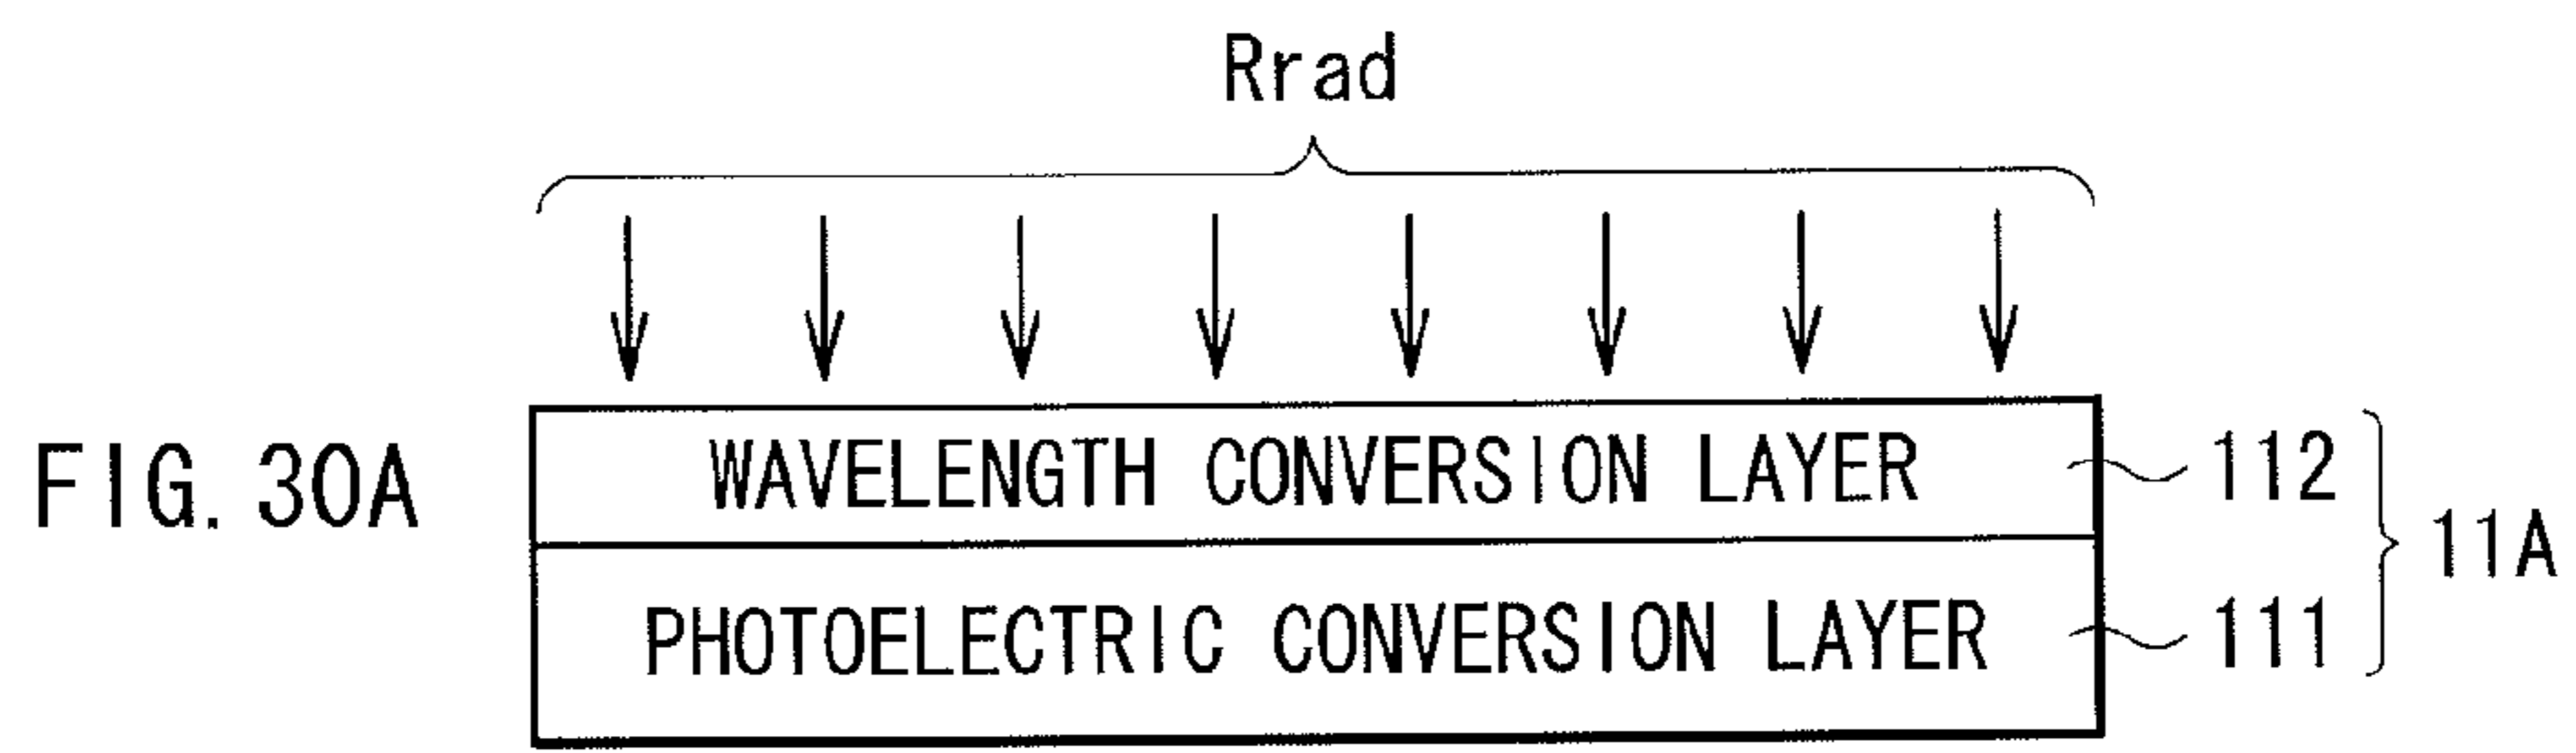 Rrad
FIG. 30A
WAVELENGTH CONVERSION LAYER
112
11A
PHOTOELECTRIC CONVERSION LAYER
111